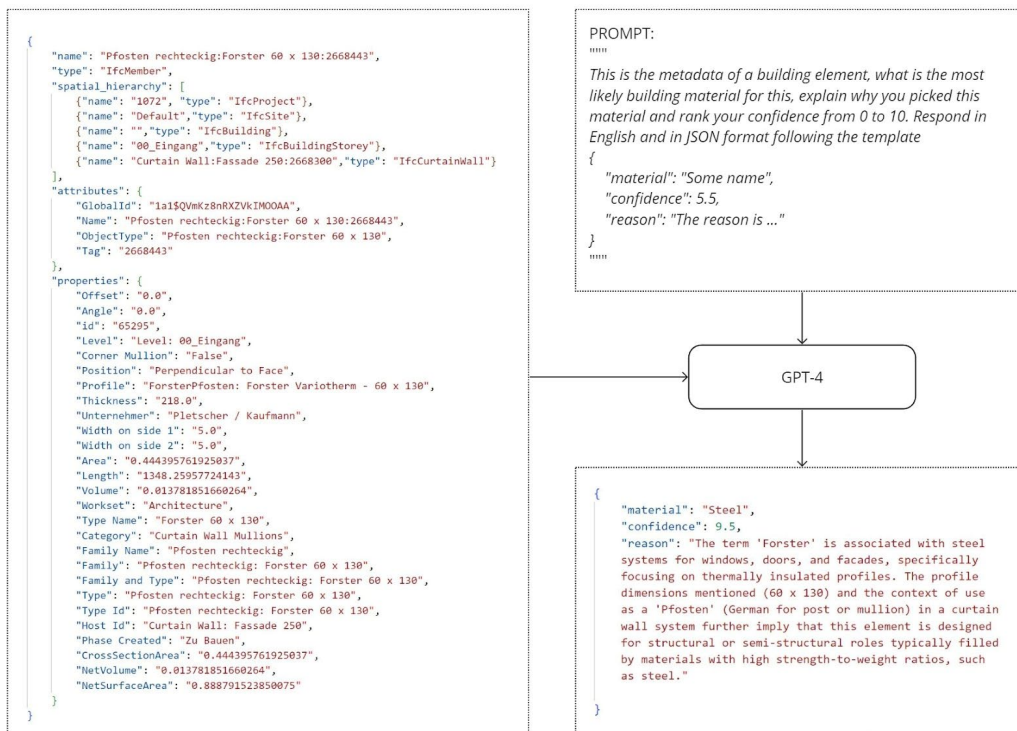 {
"name": "Pfosten rechteckig:Forster 60 x 130:2668443",
"type": "IfcMember",
"spatial_hierarchy": [
{"name": "1072", "type": "IfcProject"},
{"name": "Default","type": "IfcSite"},
{"name": "","type": "IfcBuilding"},
{"name": "00_Eingang","type": "IfcBuildingStorey"},
{"name": "Curtain Wall:Fassade 250:2668300","type": "IfcCurtainWall"}
],
"attributes": {
"GlobalId": "1a1$QVmKz8nRXZVkIMOOAA",
"Name": "Pfosten rechteckig:Forster 60 x 130:2668443",
"ObjectType": "Pfosten rechteckig:Forster 60 x 130",
"Tag": "2668443"
},
"properties": {
"Offset": "0.0",
"Angle": "0.0",
"id": "65295",
"Level": "Level: 00_Eingang",
"Corner Mullion": "False",
"Position": "Perpendicular to Face",
"Profile": "ForsterPfosten: Forster Variotherm - 60 x 130",
"Thickness": "218.0",
"Unternehmer": "Pletscher / Kaufmann",
"Width on side 1": "5.0",
"Width on side 2": "5.0",
"Area": "0.444395761925037",
"Length": "1348.25957724143",
"Volume": "0.013781851660264",
"Workset": "Architecture",
"Type Name": "Forster 60 x 130",
"Category": "Curtain Wall Mullions",
"Family Name": "Pfosten rechteckig",
"Family": "Pfosten rechteckig: Forster 60 x 130",
"Family and Type": "Pfosten rechteckig: Forster 60 x 130",
"Type": "Pfosten rechteckig: Forster 60 x 130",
"Type Id": "Pfosten rechteckig: Forster 60 x 130",
"Host Id": "Curtain Wall: Fassade 250",
"Phase Created": "Zu Bauen",
"CrossSectionArea": "0.444395761925037",
"NetVolume": "0.013781851660264",
"NetSurfaceArea": "0.888791523850075"
}
}
PROMPT:
"""
This is the metadata of a building element, what is the most
likely building material for this, explain why you picked this
material and rank your confidence from 0 to 10. Respond in
English and in JSON format following the template
{
"material": "Some name",
"confidence": 5.5,
"reason": "The reason is ..."
}
"""
GPT-4
{
"material": "Steel",
"confidence": 9.5,
"reason": "The term 'Forster' is associated with steel
systems for windows, doors, and facades, specifically
focusing on thermally insulated profiles. The profile
dimensions mentioned (60 x 130) and the context of use
as a 'Pfosten' (German for post or mullion) in a curtain
wall system further imply that this element is designed
for structural or semi-structural roles typically filled
by materials with high strength-to-weight ratios, such
as steel."
}